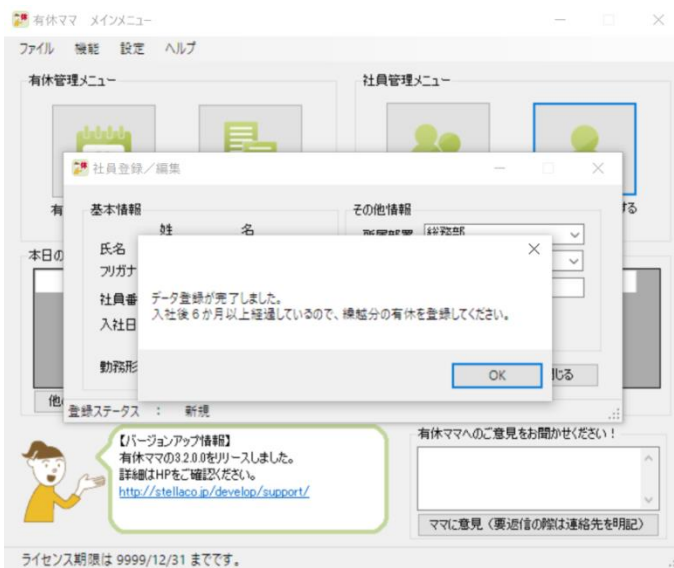 有休ママ メインメニュー
ファイル 機能 設定 ヘルプ
有休管理メニュー
社員管理メニュー
社員登録／編集
有
する
基本情報
その他情報
姓 名
所属部署 総務部
氏名
フリガナ
社員番
入社日
勤務形
本日の
データ登録が完了しました。
入社後６か月以上経過しているので、繰越分の有休を登録してください。
OK
閉じる
他の
登録ステータス ： 新規
【バージョンアップ情報】
有休ママの3.2.0.0をリリースしました。
詳細はHPをご確認ください。
http://stellaco.jp/develop/support/
有休ママへのご意見をお聞かせください！
ママに意見（要返信の際は連絡先を明記）
ライセンス期限は 9999/12/31 までです。